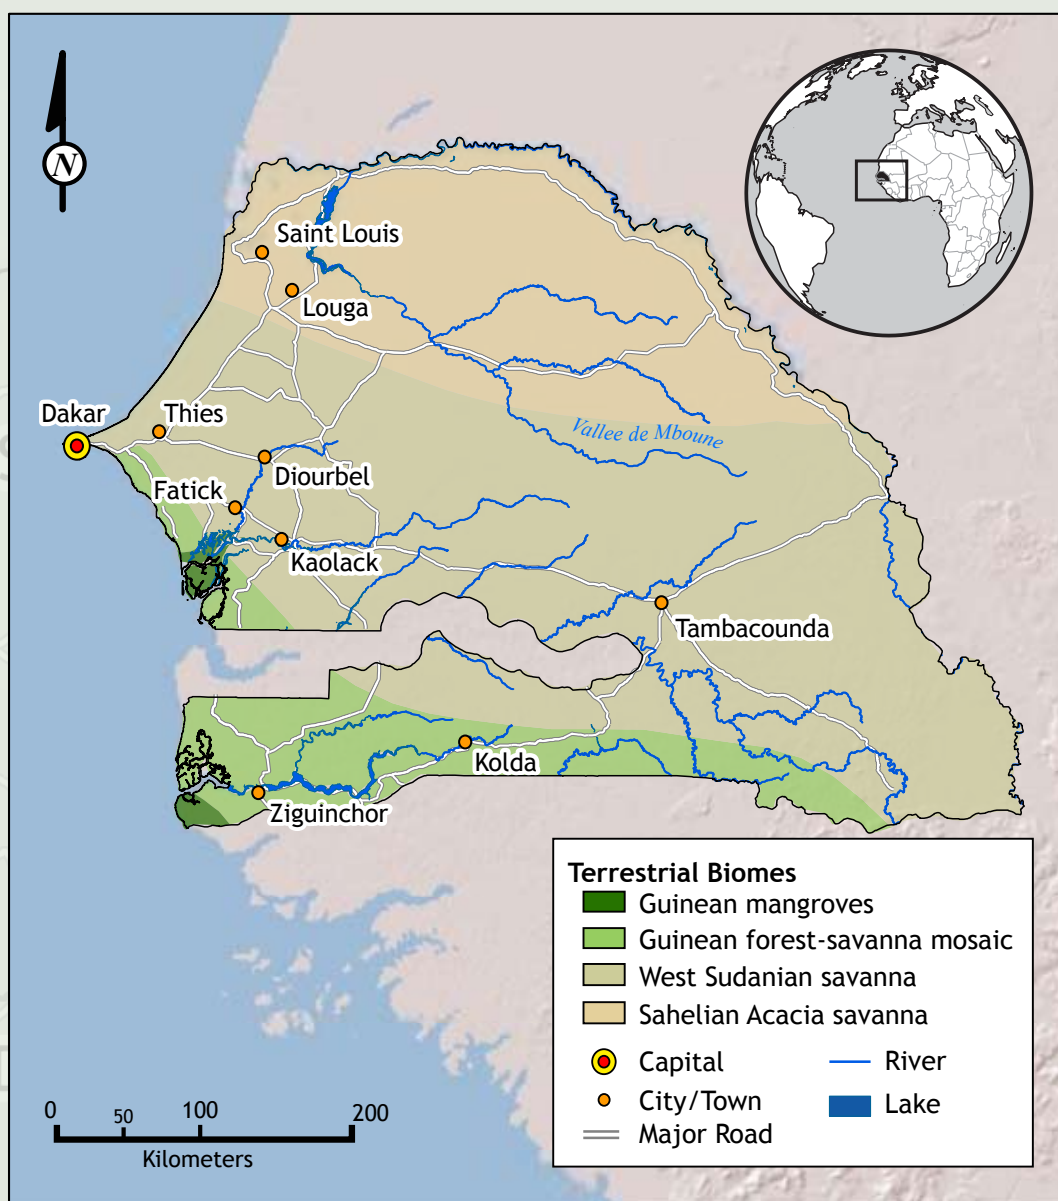 N
Saint Louis
Louga
Dakar
Thies
Vallee de Mboune
Diourbel
Fatick
Kaolack
Tambacounda
Kolda
Ziguinchor
Terrestrial Biomes
Guinean mangroves
Guinean forest-savanna mosaic
West Sudanian savanna
Sahelian Acacia savanna
Capital
City/Town
Major Road
River
Lake
0 50 100 200
Kilometers